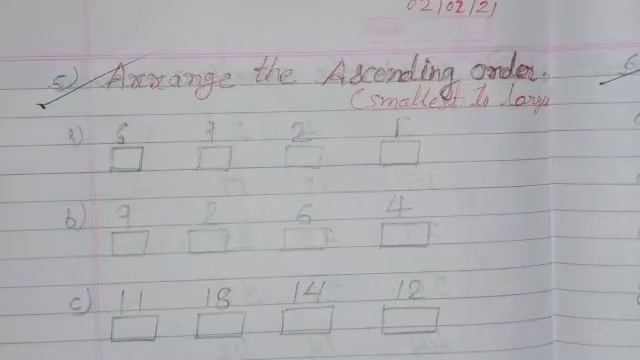 02/02/21
5) Arrange the Ascending order.
(smallest to large
a) 5 7 2 1
b) 9 2 6 4
c) 11 18 14 12